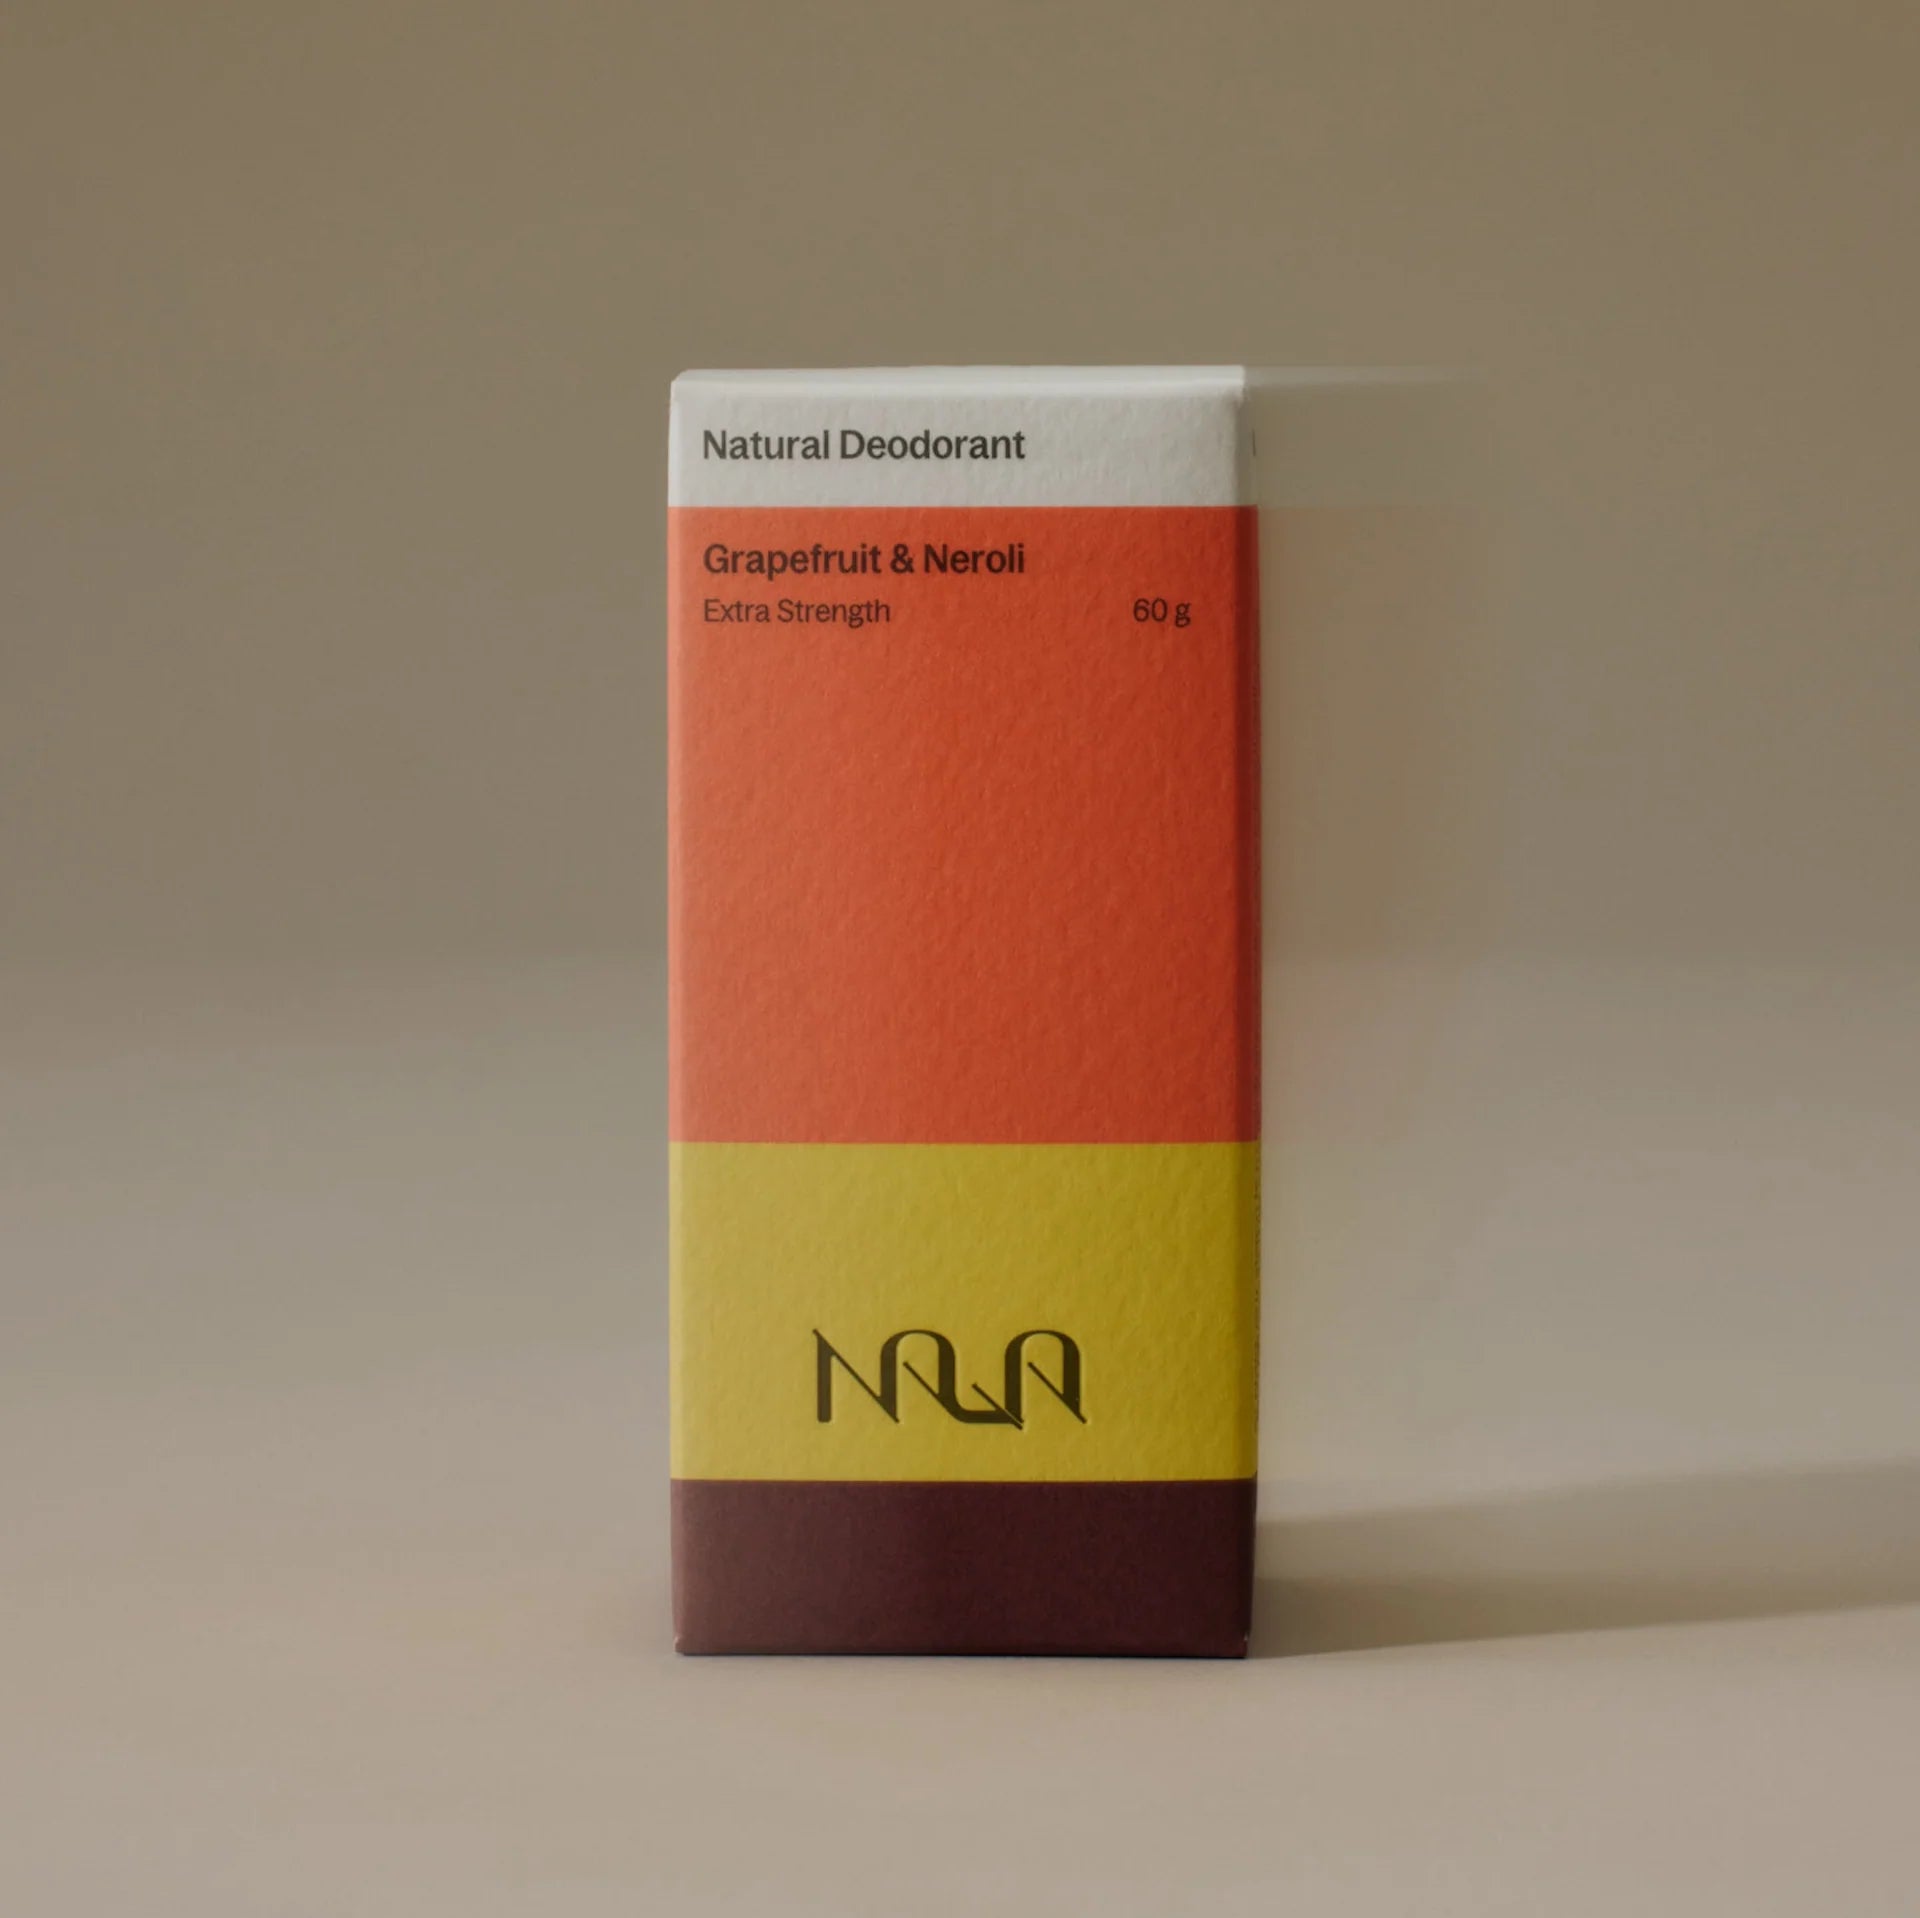 Natural Deodorant
Grapefruit & Neroli
Extra Strength 60 g
NALA